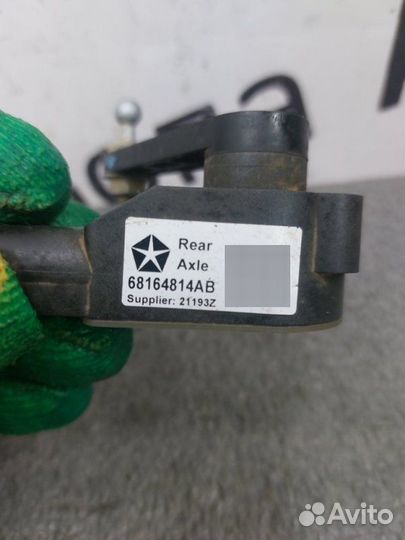 Rear
Axle
68164814AB
Supplier: 21193Z
Avito